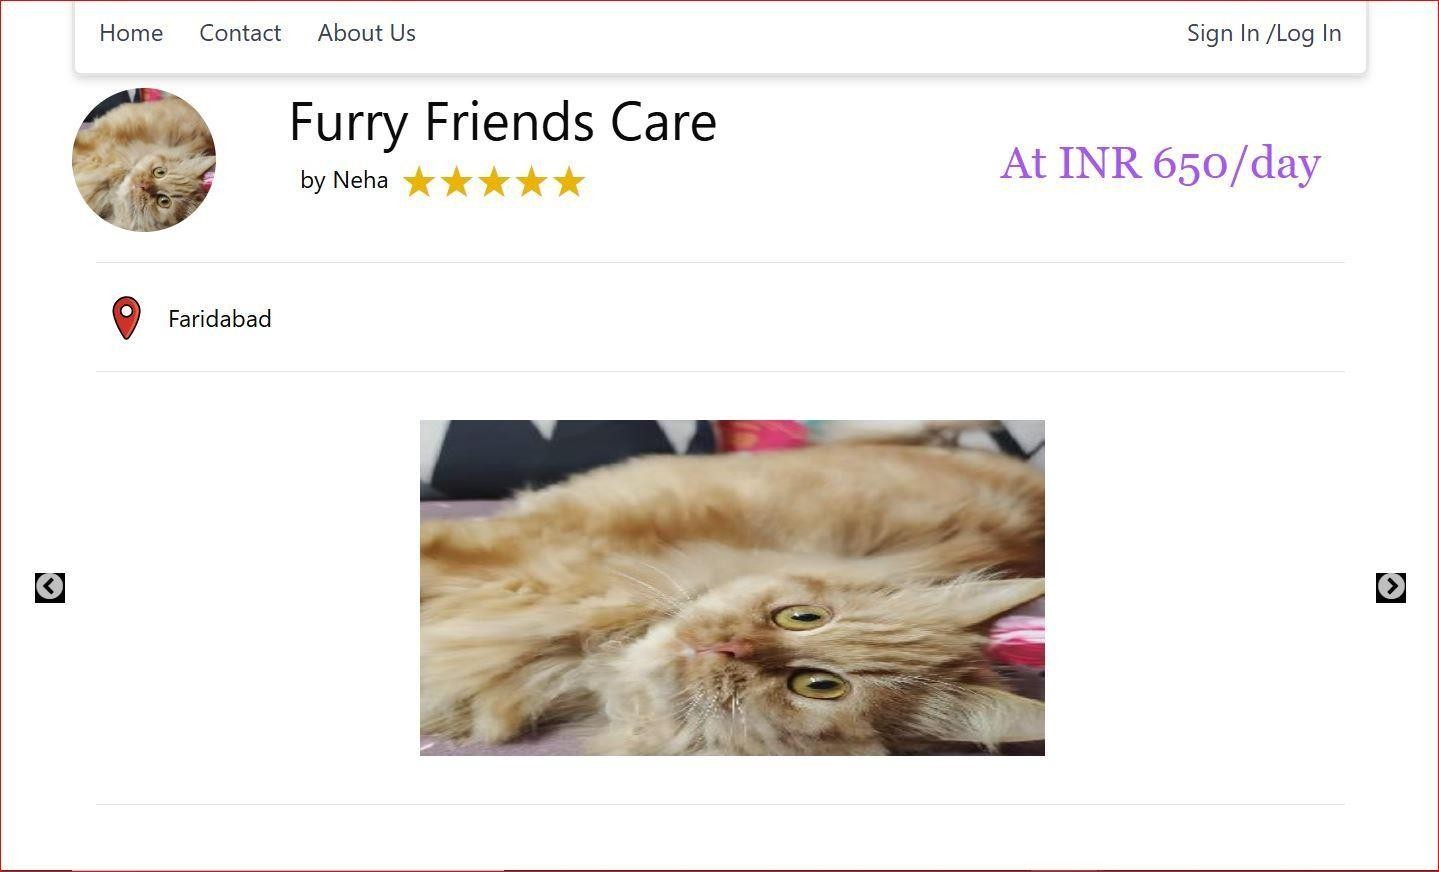 Home Contact About Us Sign In /Log In
Furry Friends Care
by Neha
At INR 650/day
Faridabad